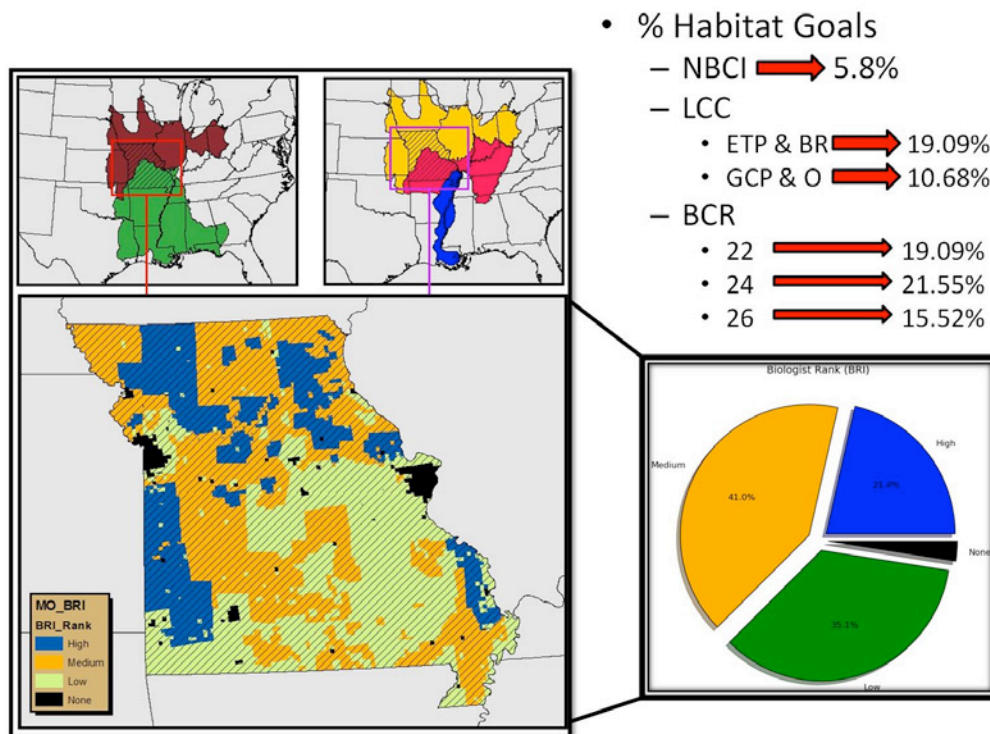 • % Habitat Goals
– NBCI 5.8%
– LCC
• ETP & BR 19.09%
• GCP & O 10.68%
– BCR
• 22 19.09%
• 24 21.55%
• 26 15.52%
MO_BRI
BRI_Rank
High
Medium
Low
None
Biologist Rank (BRI)
High
Medium
21.4%
41.0%
None
35.1%
Low